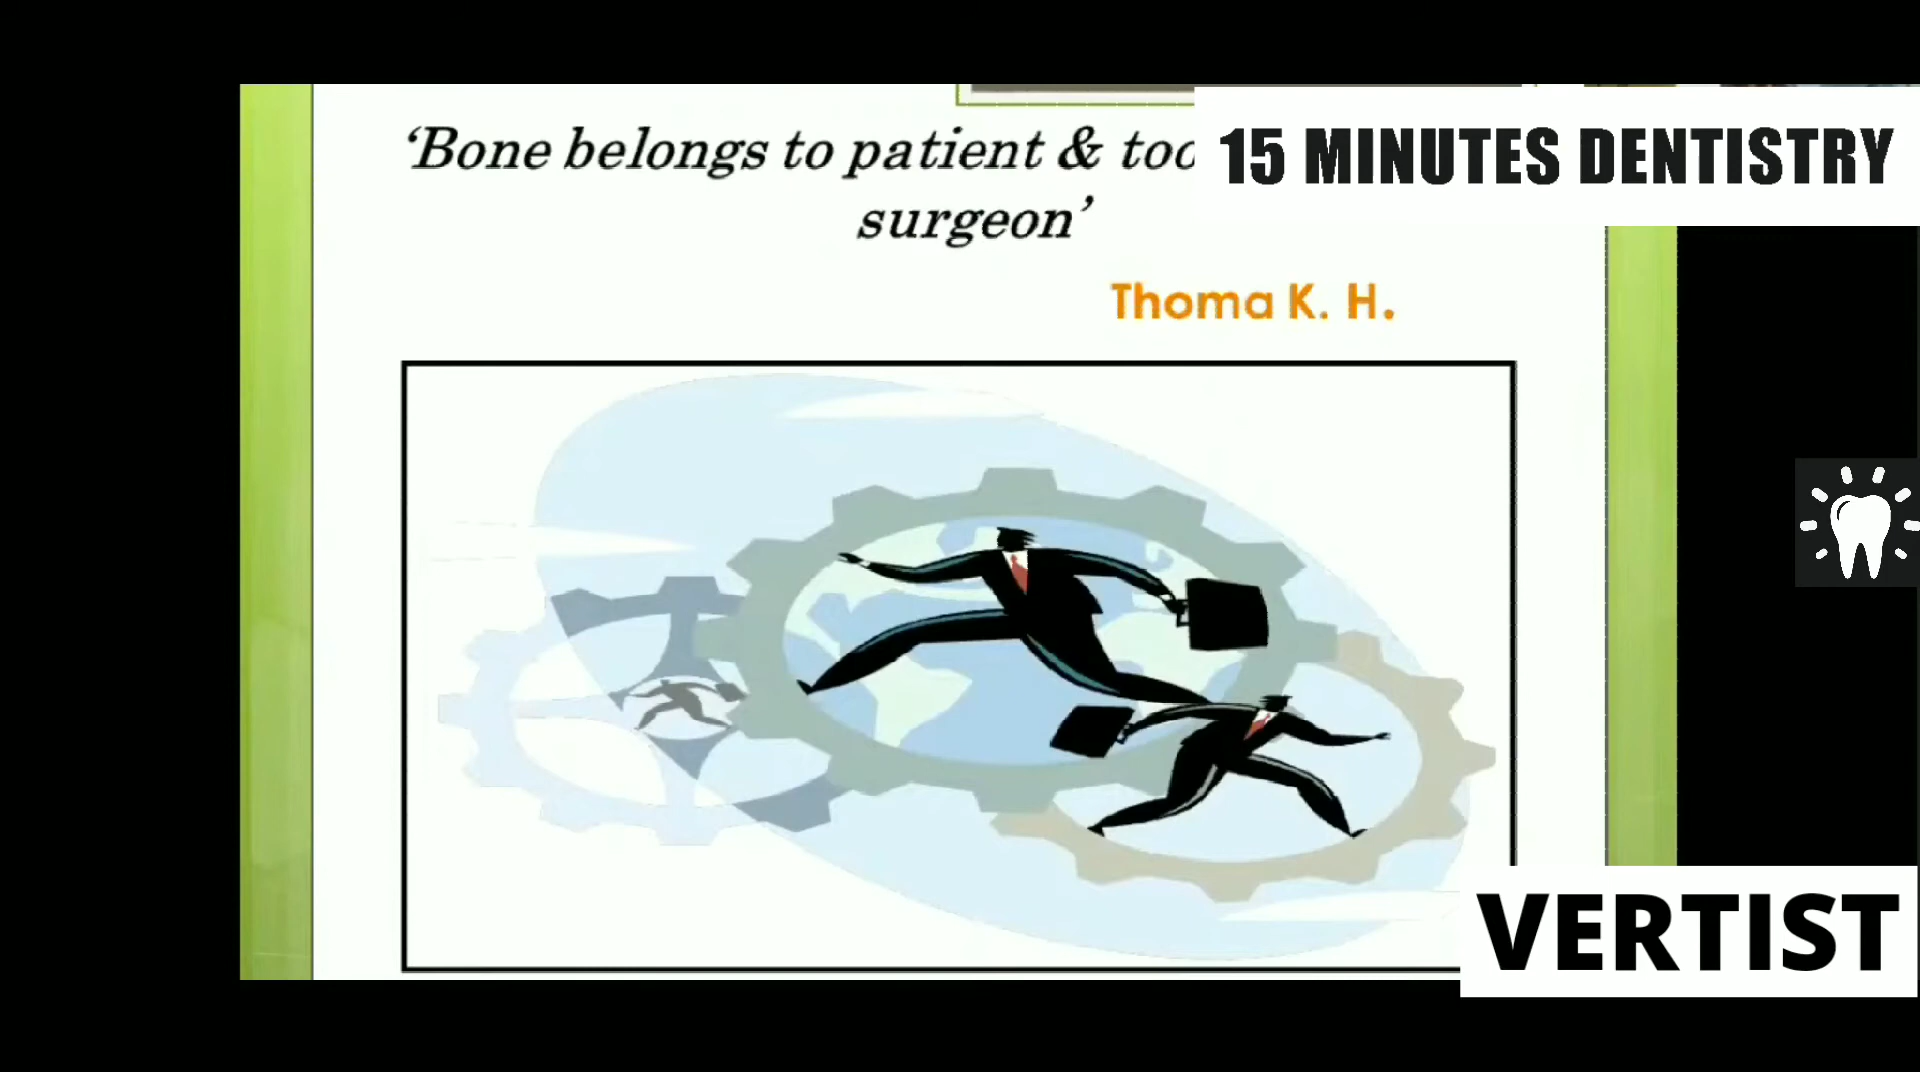 ‘Bone belongs to patient & too
surgeon’
Thoma K. H.
15 MINUTES DENTISTRY
VERTIST